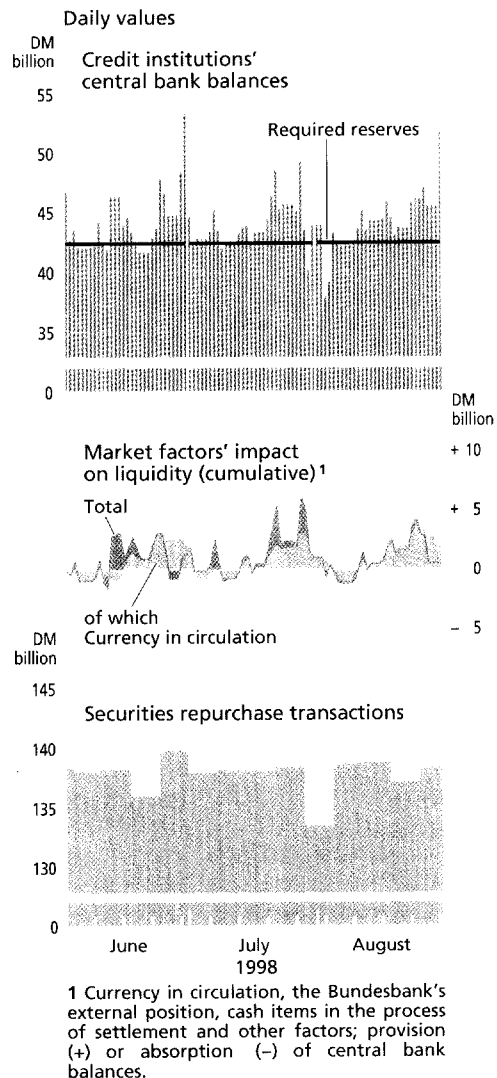 Daily values
DM
billion
Credit institutions'
central bank balances
55
Required reserves
50
45
40
35
0
DM
billion
Market factors' impact
on liquidity (cumulative) 1
+ 10
Total
+ 5
0
of which
Currency in circulation
– 5
DM
billion
145
Securities repurchase transactions
140
135
130
0
June July August
1998
1 Currency in circulation, the Bundesbank's
external position, cash items in the process
of settlement and other factors; provision
(+) or absorption (–) of central bank
balances.